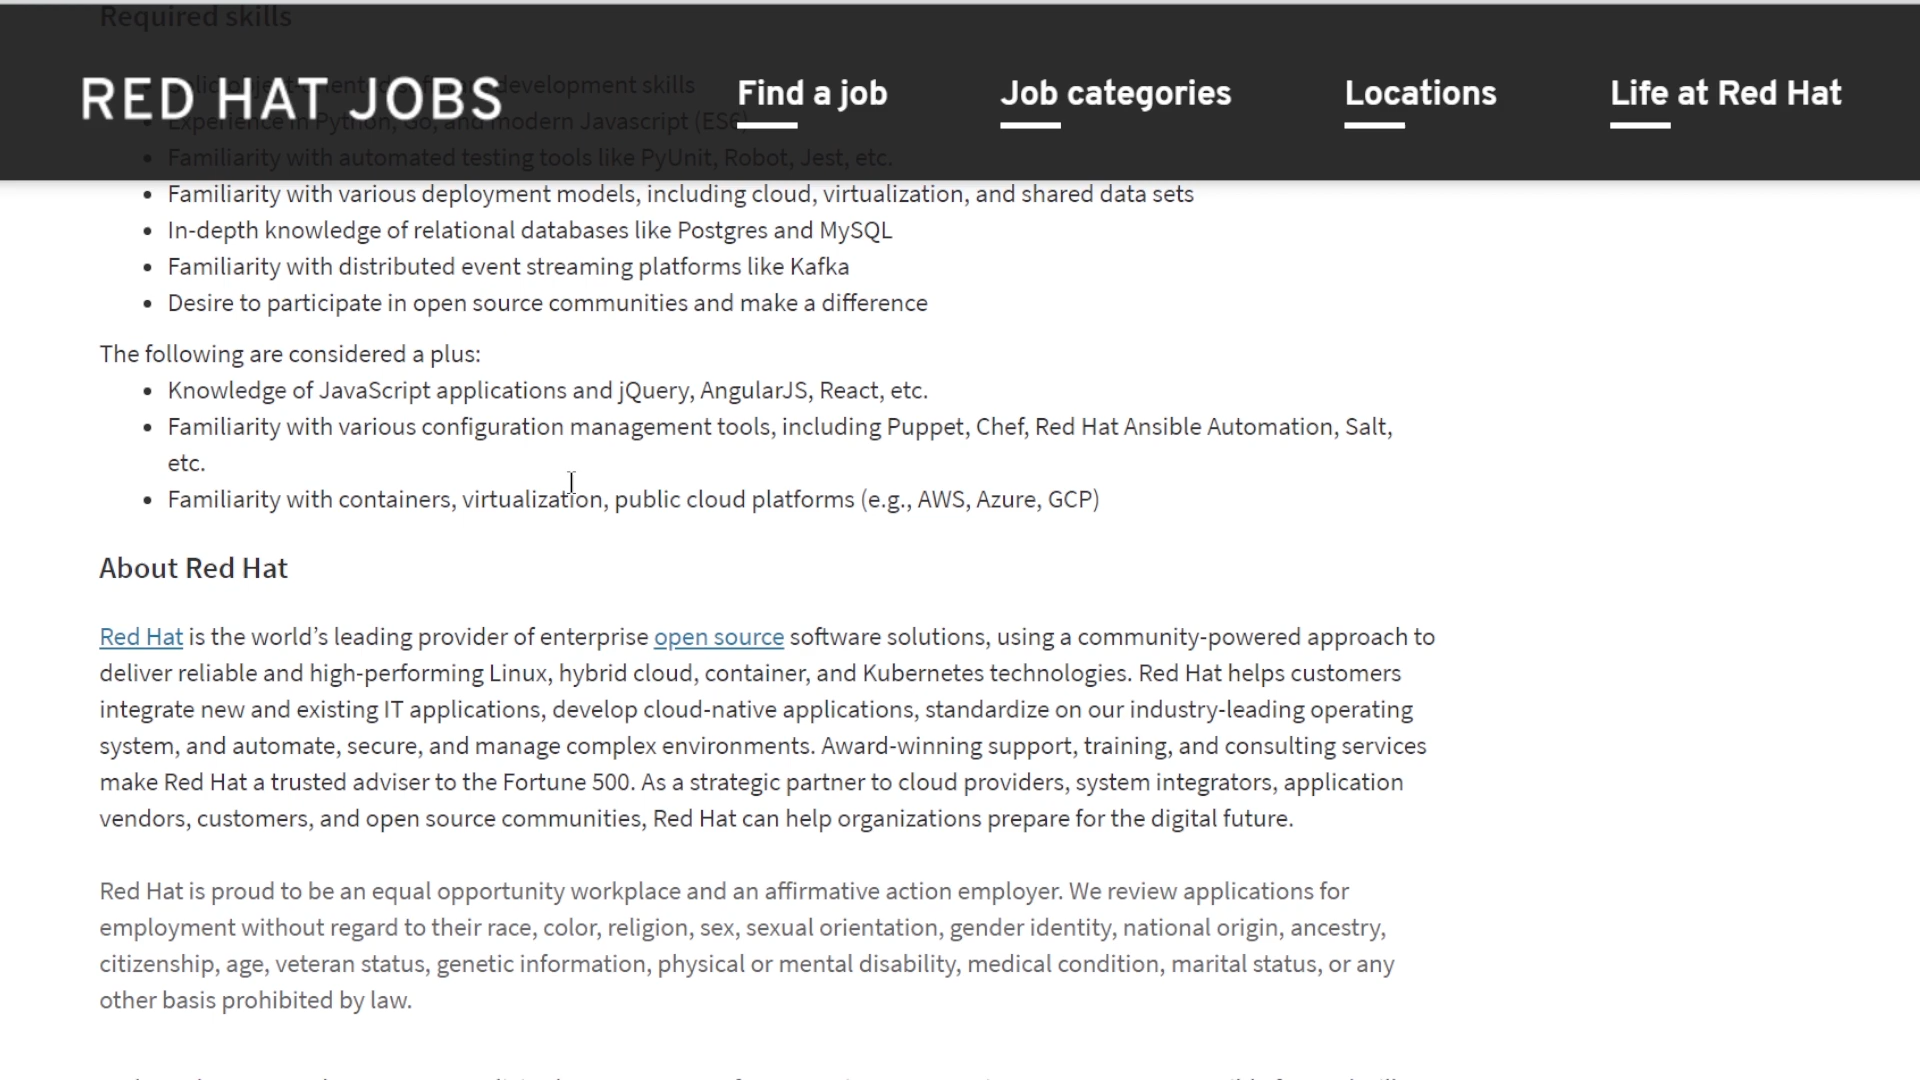 Required skills
RED HAT JOBS
Find a job
Job categories
Locations
Life at Red Hat
development skills
Experience in Python, Go, and modern Javascript (ES6)
• Familiarity with automated testing tools like PyUnit, Robot, Jest, etc.
• Familiarity with various deployment models, including cloud, virtualization, and shared data sets
• In-depth knowledge of relational databases like Postgres and MySQL
• Familiarity with distributed event streaming platforms like Kafka
• Desire to participate in open source communities and make a difference
The following are considered a plus:
• Knowledge of JavaScript applications and jQuery, AngularJS, React, etc.
• Familiarity with various configuration management tools, including Puppet, Chef, Red Hat Ansible Automation, Salt,
etc.
• Familiarity with containers, virtualization, public cloud platforms (e.g., AWS, Azure, GCP)
About Red Hat
Red Hat is the world’s leading provider of enterprise open source software solutions, using a community-powered approach to
deliver reliable and high-performing Linux, hybrid cloud, container, and Kubernetes technologies. Red Hat helps customers
integrate new and existing IT applications, develop cloud-native applications, standardize on our industry-leading operating
system, and automate, secure, and manage complex environments. Award-winning support, training, and consulting services
make Red Hat a trusted adviser to the Fortune 500. As a strategic partner to cloud providers, system integrators, application
vendors, customers, and open source communities, Red Hat can help organizations prepare for the digital future.
Red Hat is proud to be an equal opportunity workplace and an affirmative action employer. We review applications for
employment without regard to their race, color, religion, sex, sexual orientation, gender identity, national origin, ancestry,
citizenship, age, veteran status, genetic information, physical or mental disability, medical condition, marital status, or any
other basis prohibited by law.